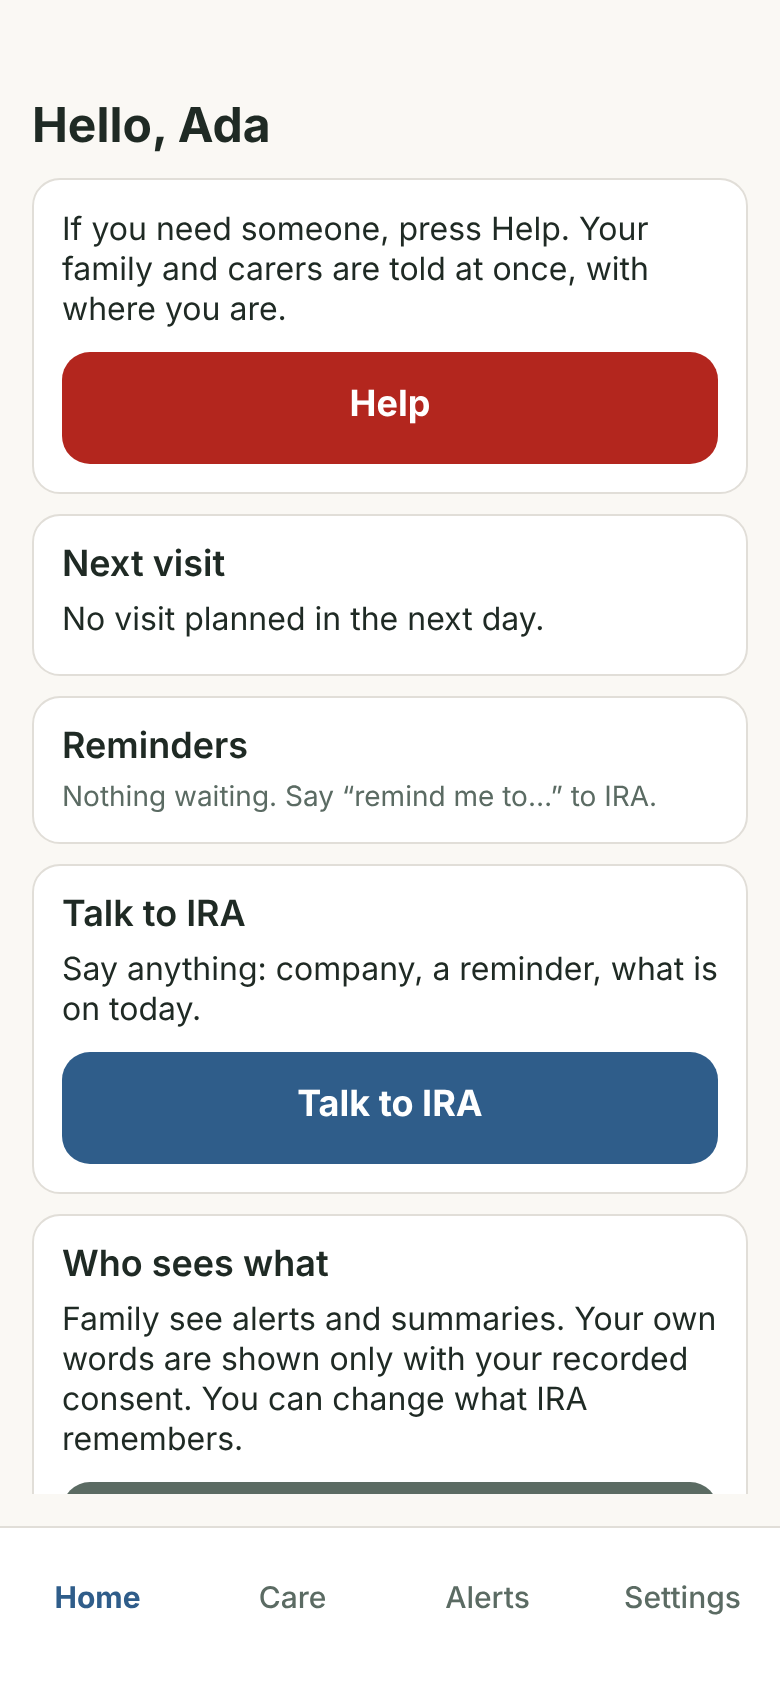 Hello, Ada
If you need someone, press Help. Your
family and carers are told at once, with
where you are.
Help
Next visit
No visit planned in the next day.
Reminders
Nothing waiting. Say “remind me to...” to IRA.
Talk to IRA
Say anything: company, a reminder, what is
on today.
Talk to IRA
Who sees what
Family see alerts and summaries. Your own
words are shown only with your recorded
consent. You can change what IRA
remembers.
Home
Care
Alerts
Settings